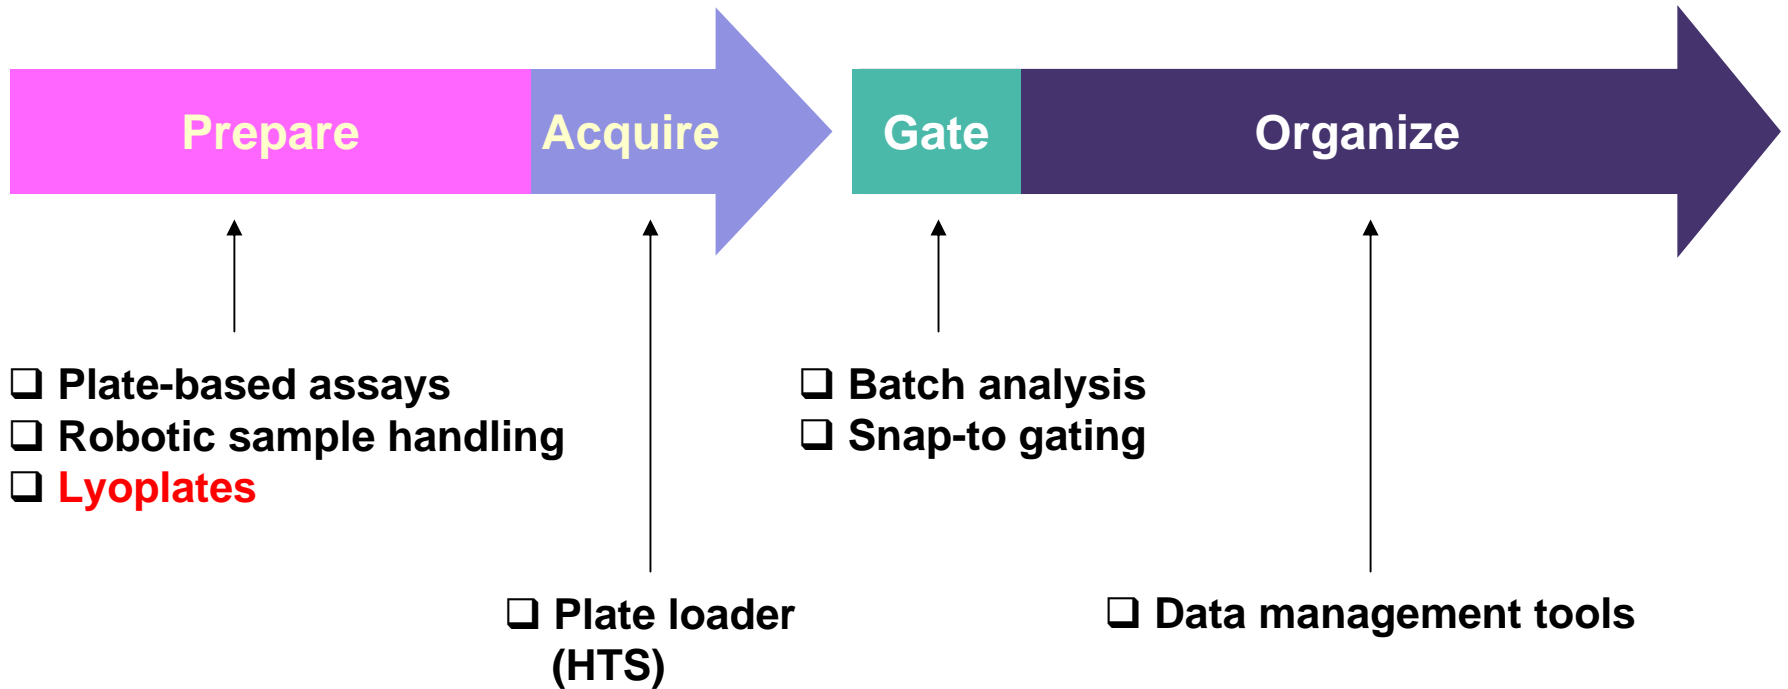 Prepare
Acquire
Gate
Organize
❑ Plate-based assays
❑ Robotic sample handling
❑ Lyoplates
❑ Batch analysis
❑ Snap-to gating
❑ Plate loader
(HTS)
❑ Data management tools